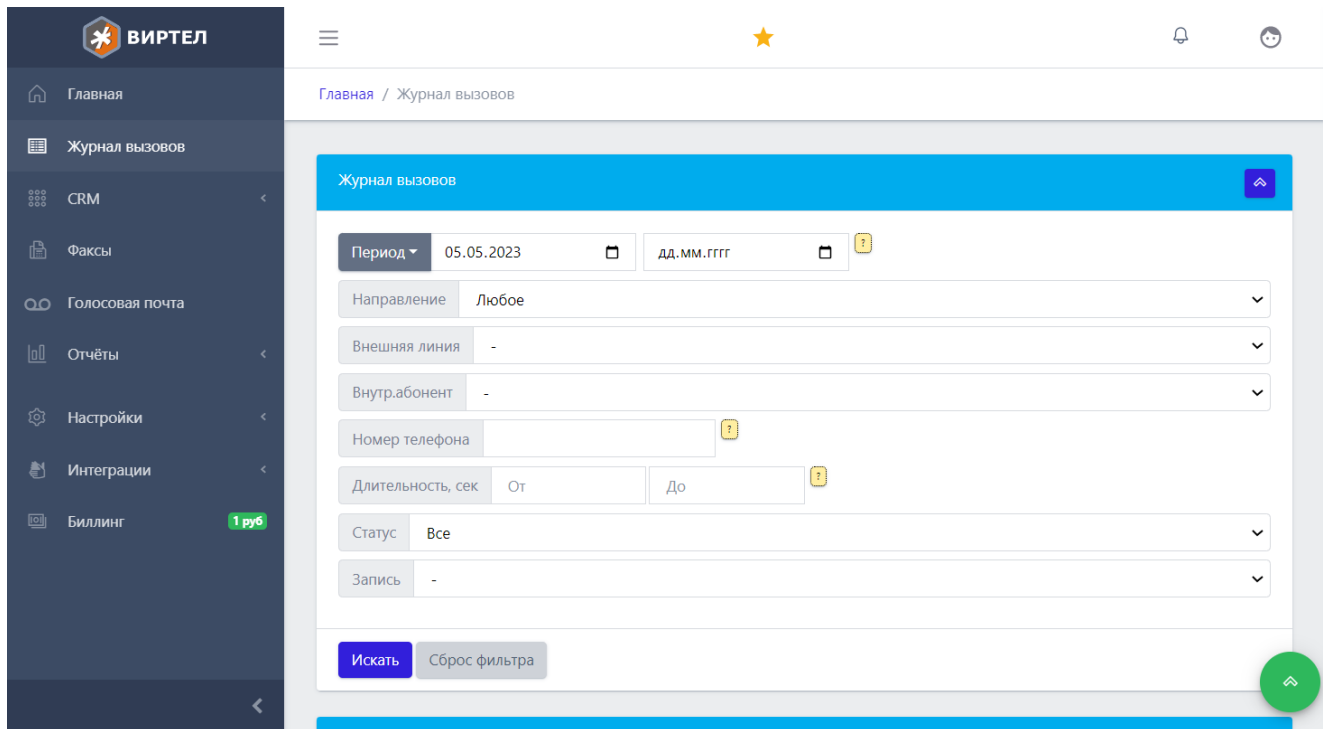 ВИРТЕЛ
Главная
Журнал вызовов
CRM
Факсы
Голосовая почта
Отчёты
Настройки
Интеграции
Биллинг 1 руб
Главная / Журнал вызовов
Журнал вызовов
Период 05.05.2023 дд.мм.гггг ?
Направление Любое
Внешняя линия -
Внутр.абонент -
Номер телефона ?
Длительность, сек От До ?
Статус Все
Запись -
Искать Сброс фильтра